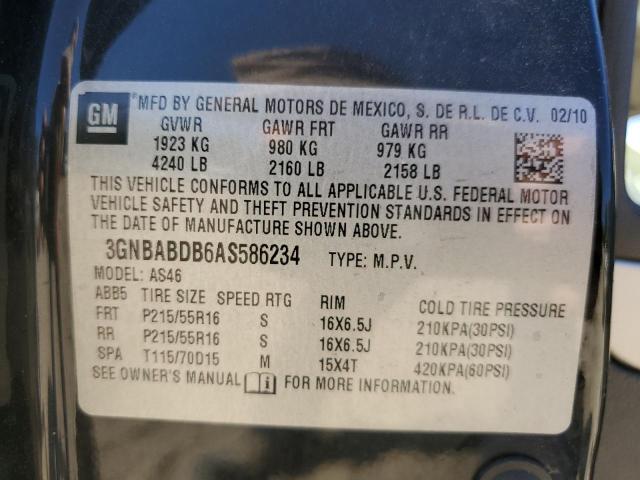 GM
*MFD BY GENERAL MOTORS DE MEXICO, S. DE R.L. DE C.V. 02/10
GVWR GAWR FRT GAWR RR
1923 KG 980 KG 979 KG
4240 LB 2160 LB 2158 LB
THIS VEHICLE CONFORMS TO ALL APPLICABLE U.S. FEDERAL MOTOR
VEHICLE SAFETY AND THEFT PREVENTION STANDARDS IN EFFECT ON
THE DATE OF MANUFACTURE SHOWN ABOVE.
3GNBABDB6AS586234 TYPE: M.P.V.
MODEL: AS46
ABB5 TIRE SIZE SPEED RTG RIM COLD TIRE PRESSURE
FRT P215/55R16 S 16X6.5J 210KPA(30PSI)
RR P215/55R16 S 16X6.5J 210KPA(30PSI)
SPA T115/70D15 M 15X4T 420KPA(60PSI)
SEE OWNER'S MANUAL i FOR MORE INFORMATION.